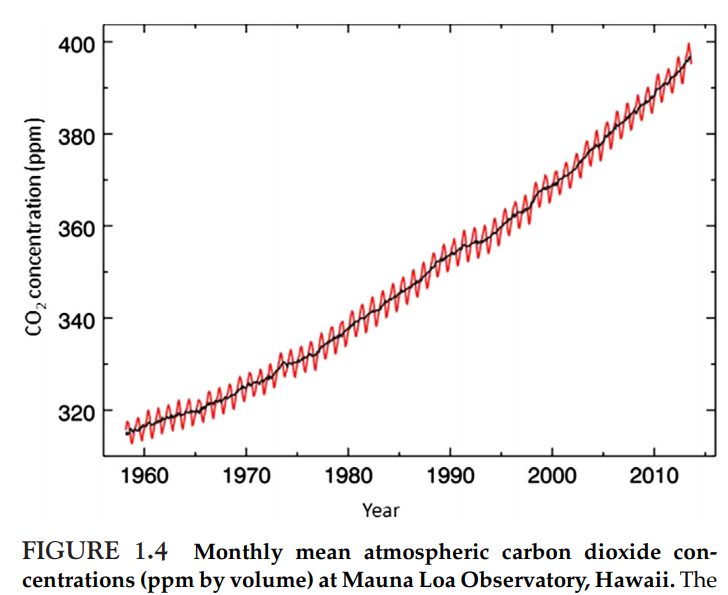 400
380
360
340
320
CO₂ concentration (ppm)
1960 1970 1980 1990 2000 2010
Year
FIGURE 1.4 Monthly mean atmospheric carbon dioxide con-
centrations (ppm by volume) at Mauna Loa Observatory, Hawaii. The